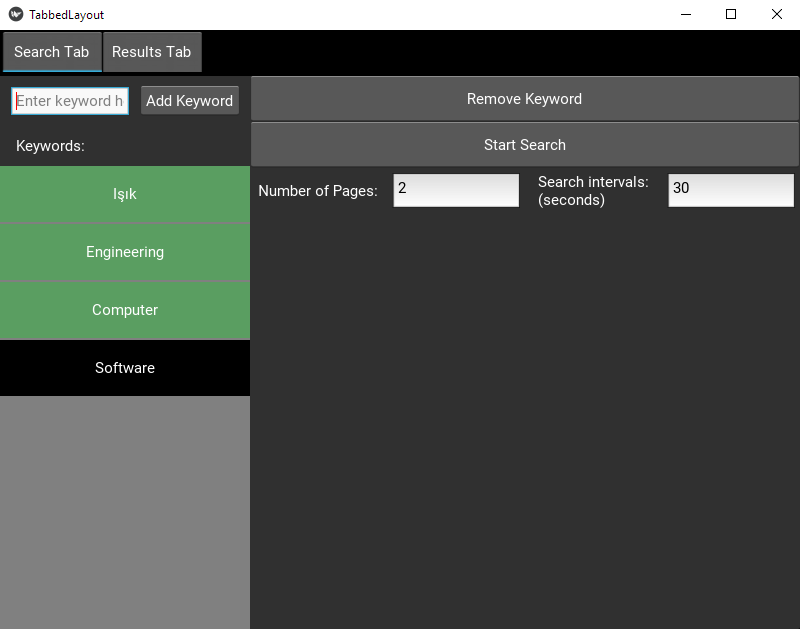 TabbedLayout
Search Tab
Results Tab
Enter keyword h
Add Keyword
Remove Keyword
Keywords:
Start Search
Işık
Engineering
Computer
Software
Number of Pages:
2
Search intervals:
(seconds)
30